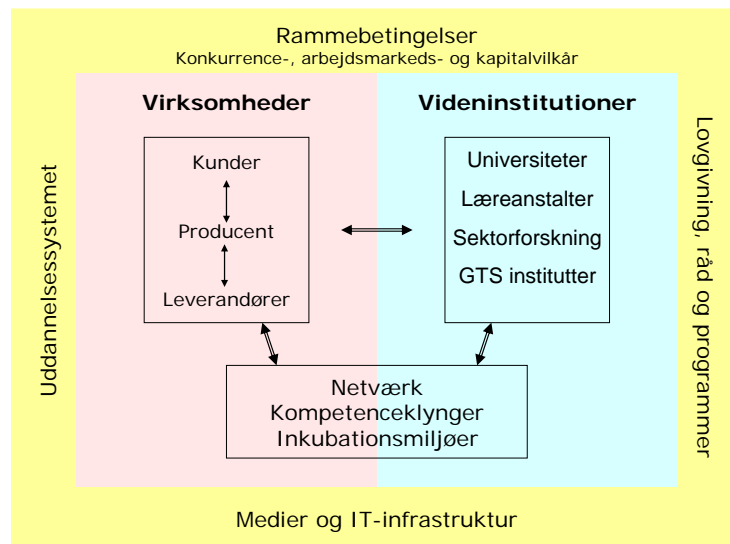 Rammebetingelser
Konkurrence-, arbejdsmarkeds- og kapitalvilkår
Virksomheder
Videninstitutioner
Kunder
Producent
Leverandører
Universiteter
Læreanstalter
Sektorforskning
GTS institutter
Netværk
Kompetenceklynger
Inkubationsmiljøer
Uddannelsessystemet
Lovgivning, råd og programmer
Medier og IT-infrastruktur